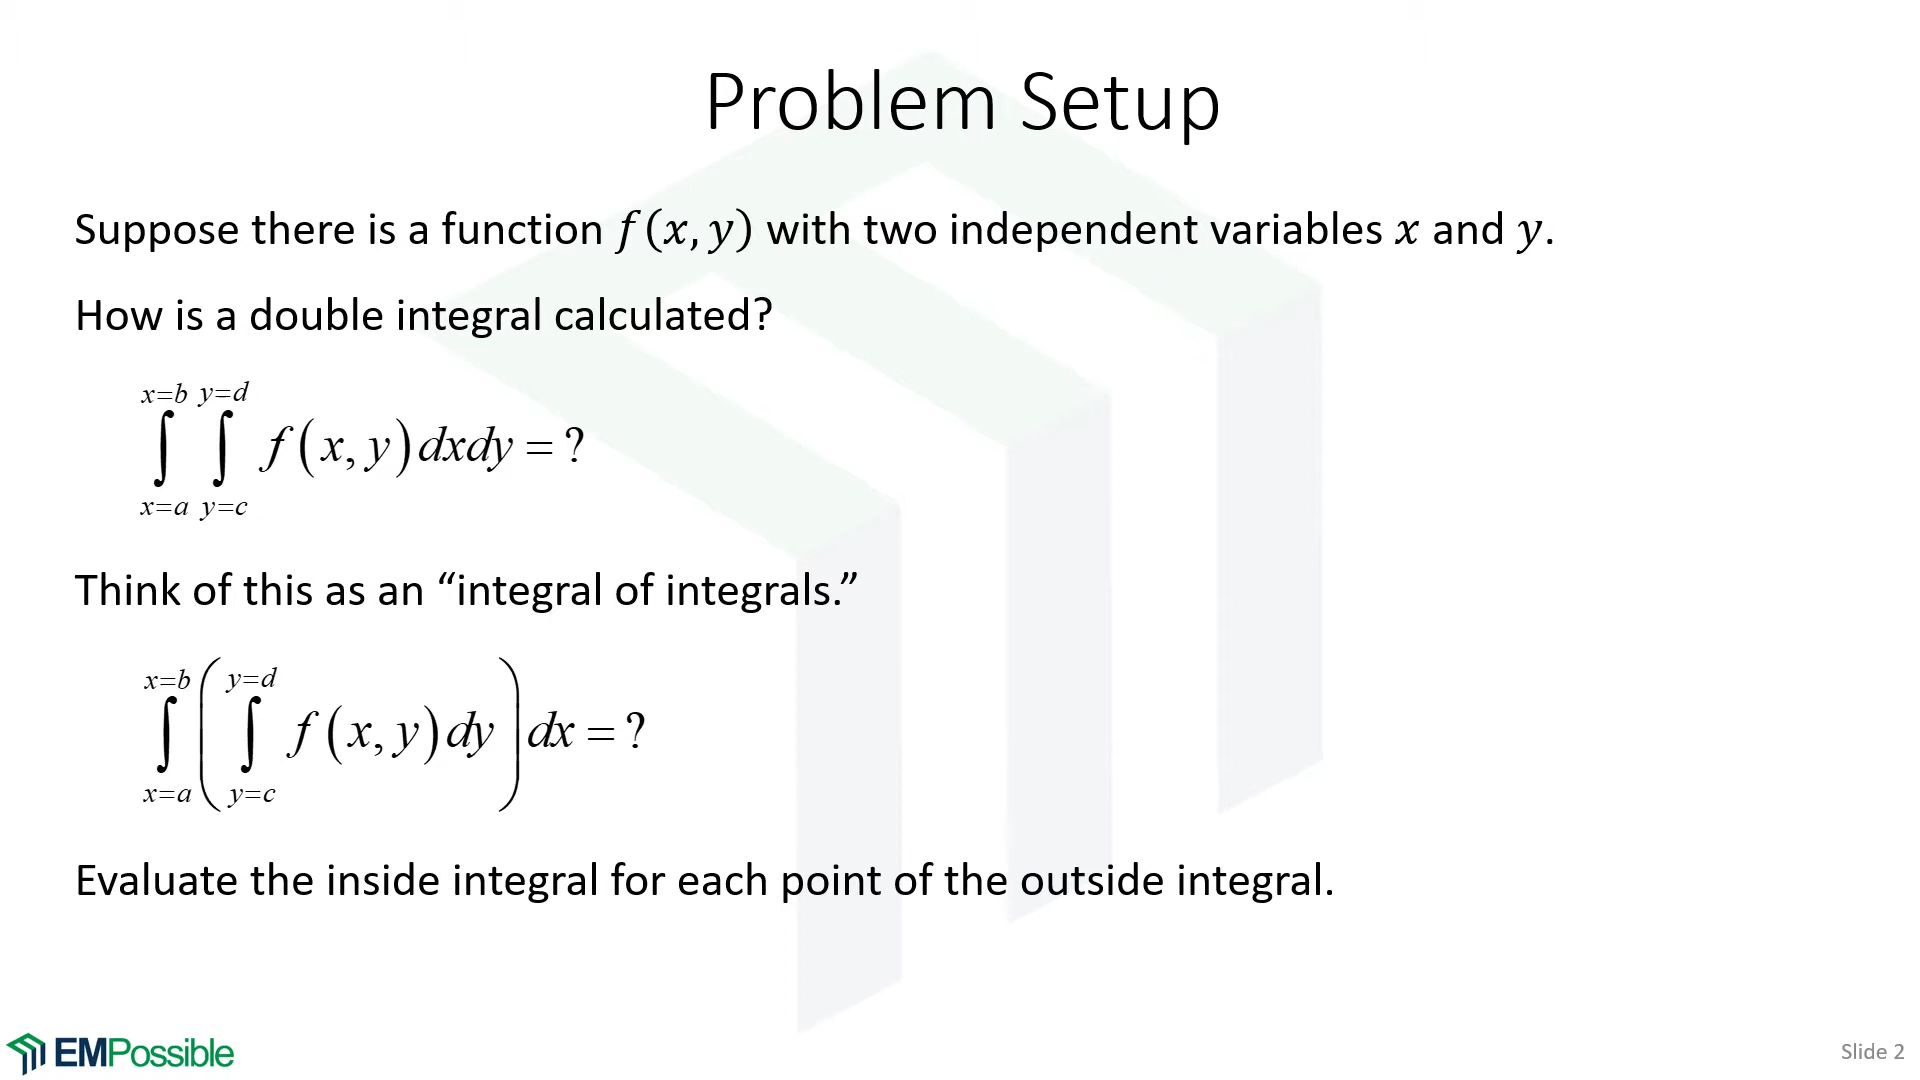 Problem Setup
Suppose there is a function f(x, y) with two independent variables x and y.
How is a double integral calculated?
x=b y=d
∫ ∫ f(x, y)dxdy = ?
x=a y=c
Think of this as an “integral of integrals.”
x=b y=d
∫ ( ∫ f(x, y)dy ) dx = ?
x=a y=c
Evaluate the inside integral for each point of the outside integral.
EMPossible
Slide 2